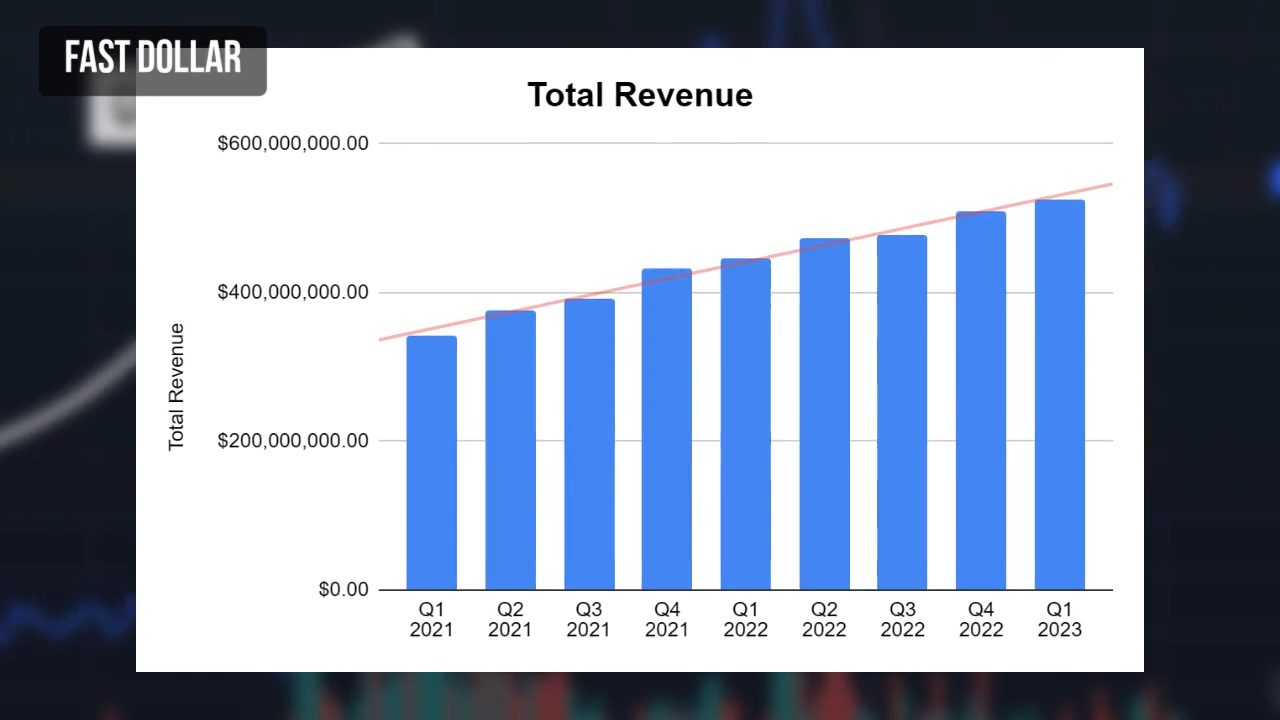 FAST DOLLAR
Total Revenue
$600,000,000.00
$400,000,000.00
$200,000,000.00
$0.00
Total Revenue
Q1 2021
Q2 2021
Q3 2021
Q4 2021
Q1 2022
Q2 2022
Q3 2022
Q4 2022
Q1 2023